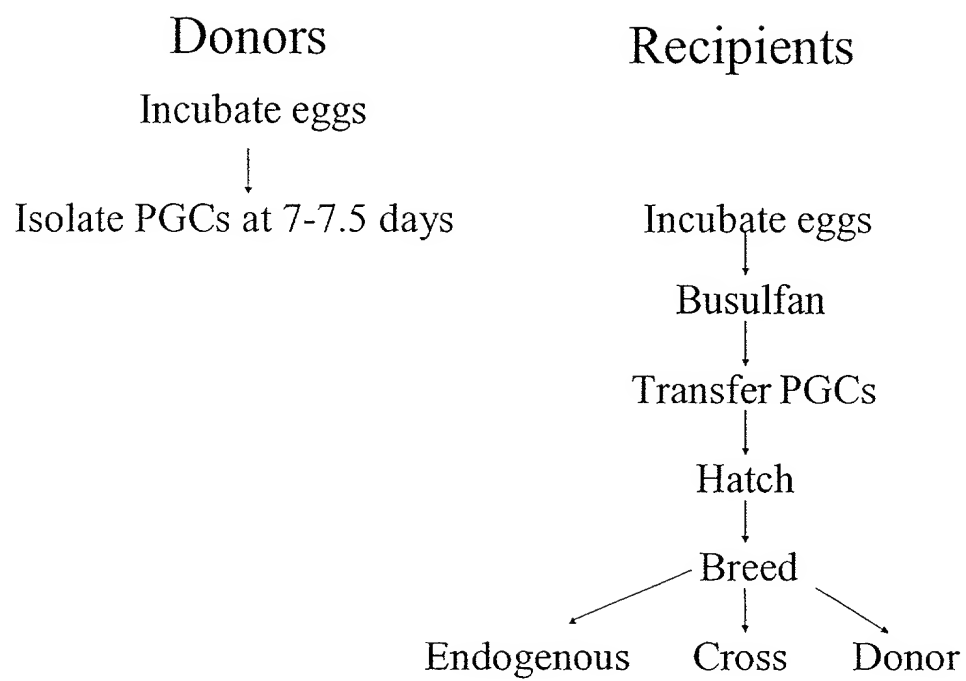 Donors
Incubate eggs
Isolate PGCs at 7-7.5 days
Recipients
Incubate eggs
Busulfan
Transfer PGCs
Hatch
Breed
Endogenous Cross Donor